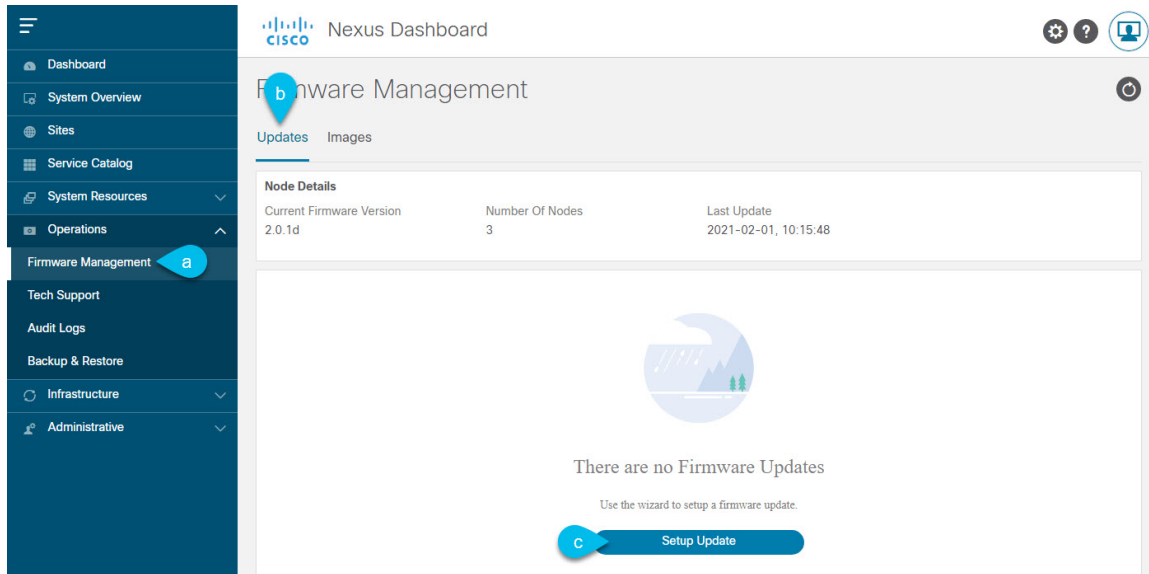 CISCO Nexus Dashboard
?
Dashboard
System Overview
Sites
Service Catalog
System Resources
Operations
Firmware Management a
Tech Support
Audit Logs
Backup & Restore
Infrastructure
Administrative
b
Firmware Management
Updates Images
Node Details
Current Firmware Version Number Of Nodes Last Update
2.0.1d 3 2021-02-01, 10:15:48
There are no Firmware Updates
Use the wizard to setup a firmware update.
c Setup Update